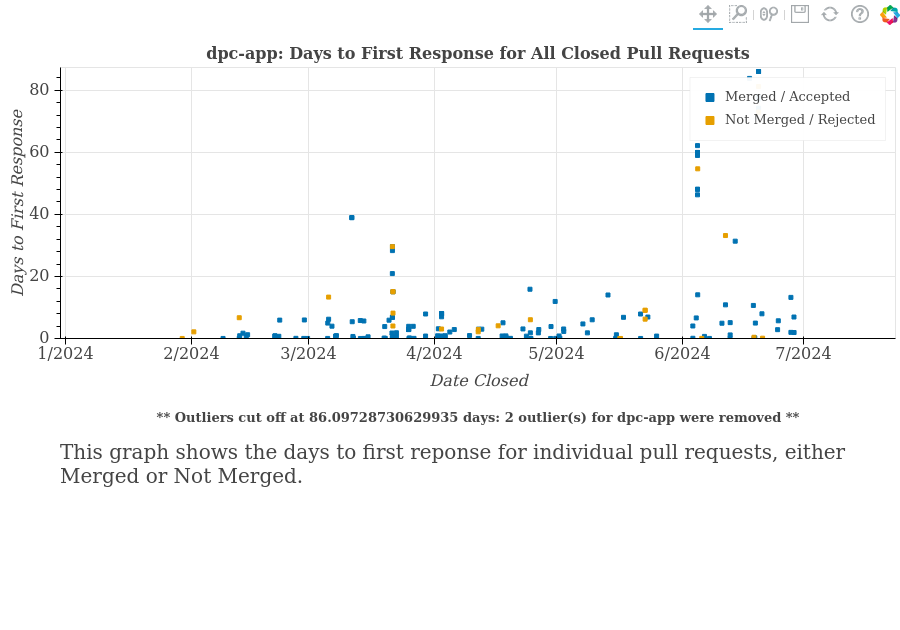 dpc-app: Days to First Response for All Closed Pull Requests
Days to First Response
80
60
40
20
0
Merged / Accepted
Not Merged / Rejected
1/2024
2/2024
3/2024
4/2024
5/2024
6/2024
7/2024
Date Closed
** Outliers cut off at 86.09728730629935 days: 2 outlier(s) for dpc-app were removed **
This graph shows the days to first reponse for individual pull requests, either
Merged or Not Merged.